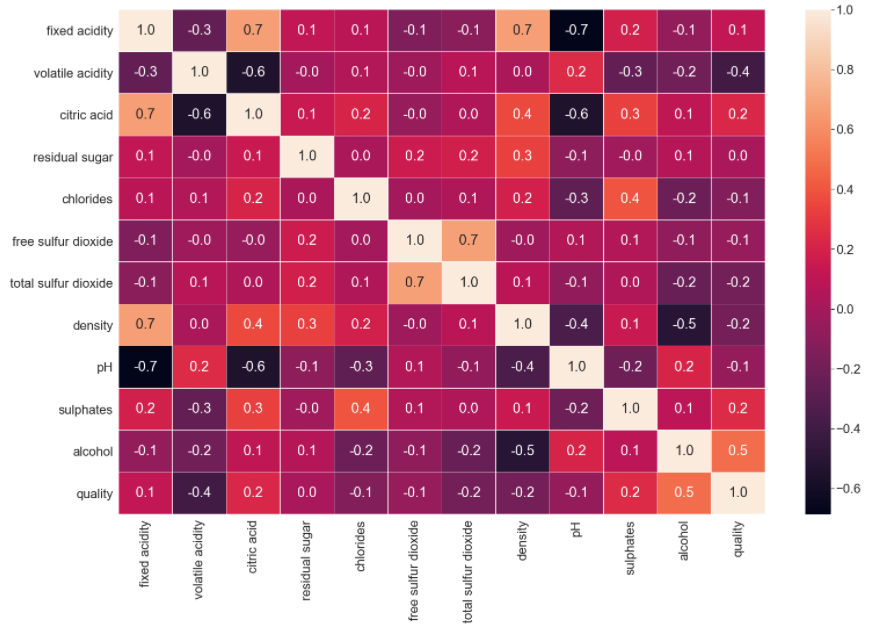 fixed acidity 1.0 -0.3 0.7 0.1 0.1 -0.1 -0.1 0.7 -0.7 0.2 -0.1 0.1
volatile acidity -0.3 1.0 -0.6 -0.0 0.1 -0.0 0.1 0.0 0.2 -0.3 -0.2 -0.4
citric acid 0.7 -0.6 1.0 0.1 0.2 -0.0 0.0 0.4 -0.6 0.3 0.1 0.2
residual sugar 0.1 -0.0 0.1 1.0 0.0 0.2 0.2 0.3 -0.1 -0.0 0.1 0.0
chlorides 0.1 0.1 0.2 0.0 1.0 0.0 0.1 0.2 -0.3 0.4 -0.2 -0.1
free sulfur dioxide -0.1 -0.0 -0.0 0.2 0.0 1.0 0.7 -0.0 0.1 0.1 -0.1 -0.1
total sulfur dioxide -0.1 0.1 0.0 0.2 0.1 0.7 1.0 0.1 -0.1 0.0 -0.2 -0.2
density 0.7 0.0 0.4 0.3 0.2 -0.0 0.1 1.0 -0.4 0.1 -0.5 -0.2
pH -0.7 0.2 -0.6 -0.1 -0.3 0.1 -0.1 -0.4 1.0 -0.2 0.2 -0.1
sulphates 0.2 -0.3 0.3 -0.0 0.4 0.1 0.0 0.1 -0.2 1.0 0.1 0.2
alcohol -0.1 -0.2 0.1 0.1 -0.2 -0.1 -0.2 -0.5 0.2 0.1 1.0 0.5
quality 0.1 -0.4 0.2 0.0 -0.1 -0.1 -0.2 -0.2 -0.1 0.2 0.5 1.0
fixed acidity
volatile acidity
citric acid
residual sugar
chlorides
free sulfur dioxide
total sulfur dioxide
density
pH
sulphates
alcohol
quality
1.0
0.8
0.6
0.4
0.2
0.0
−0.2
−0.4
−0.6